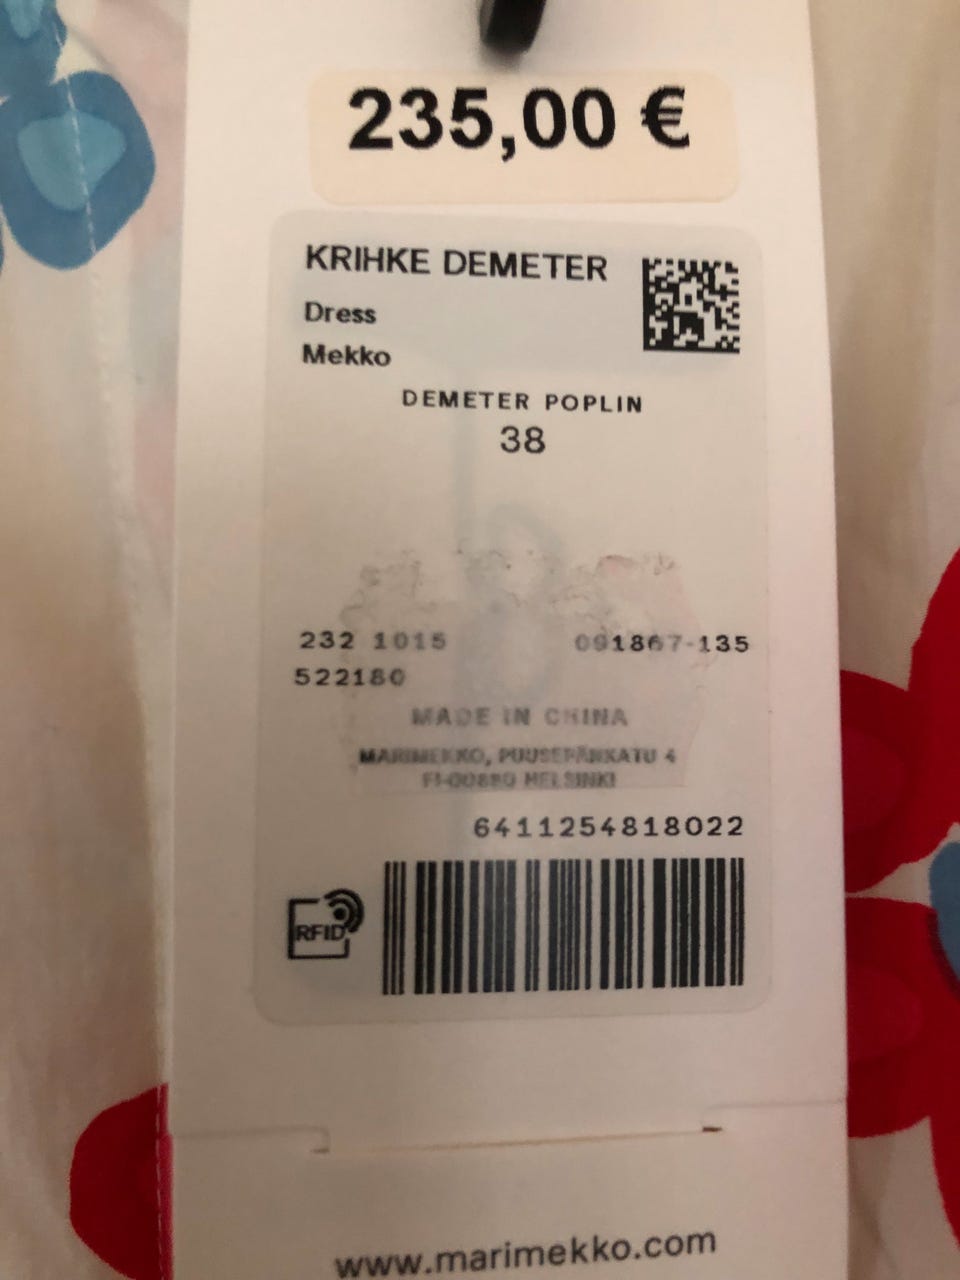 235,00 €
KRIHKE DEMETER
Dress
Mekko
DEMETER POPLIN
38
232 1015 091867-135
522180
MADE IN CHINA
MARIMEKKO, PUUSEPÄNKATU 4
FI-00880 HELSINKI
6411254818022
RFID
www.marimekko.com